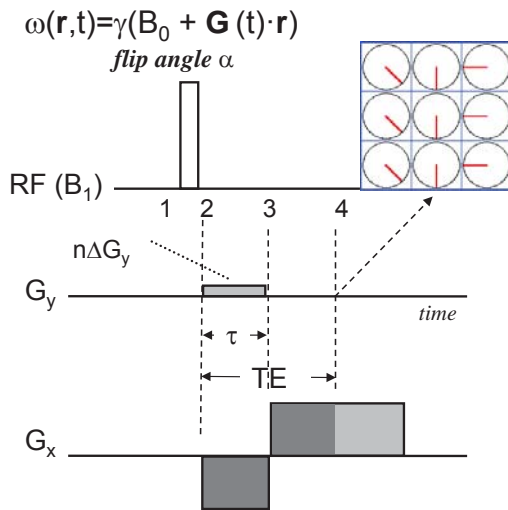 ω(r,t)=γ(B₀ + G (t)·r)
flip angle α
RF (B₁)
1 2 3 4
nΔGy
Gy
time
τ
TE
Gx